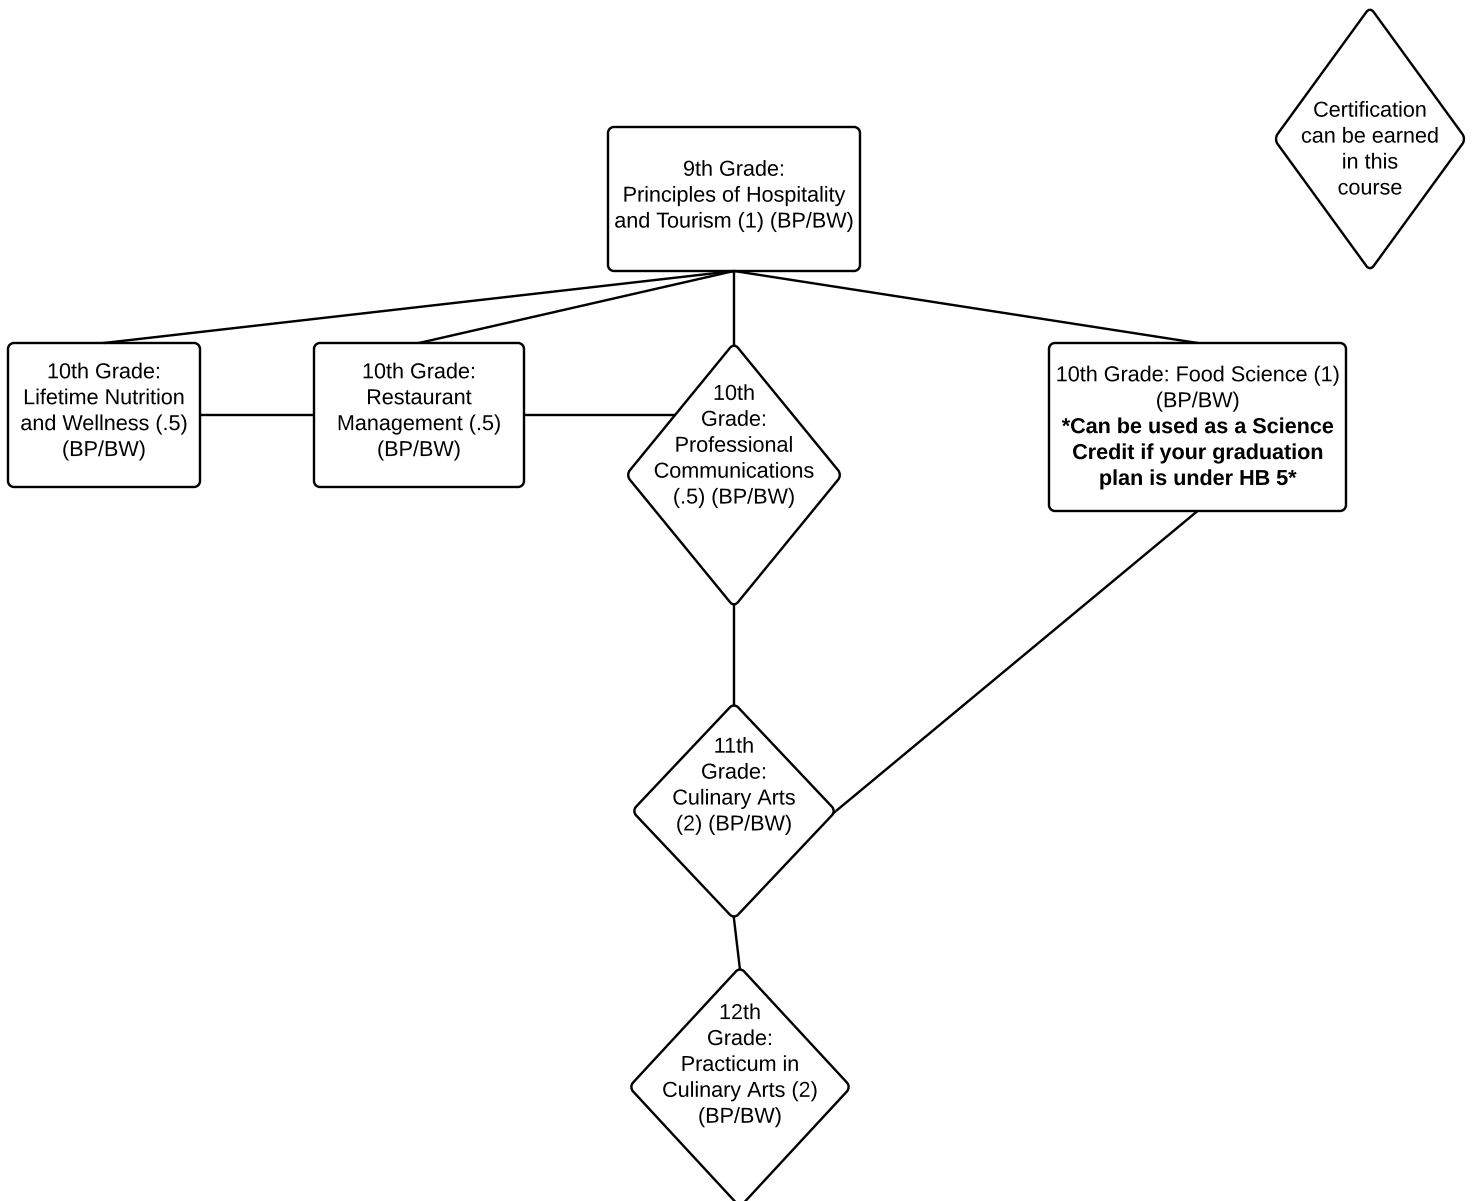 Certification
can be earned
in this
course
9th Grade:
Principles of Hospitality
and Tourism (1) (BP/BW)
10th Grade:
Lifetime Nutrition
and Wellness (.5)
(BP/BW)
10th Grade:
Restaurant
Management (.5)
(BP/BW)
10th
Grade:
Professional
Communications
(.5) (BP/BW)
10th Grade: Food Science (1)
(BP/BW)
*Can be used as a Science
Credit if your graduation
plan is under HB 5*
11th
Grade:
Culinary Arts
(2) (BP/BW)
12th
Grade:
Practicum in
Culinary Arts (2)
(BP/BW)